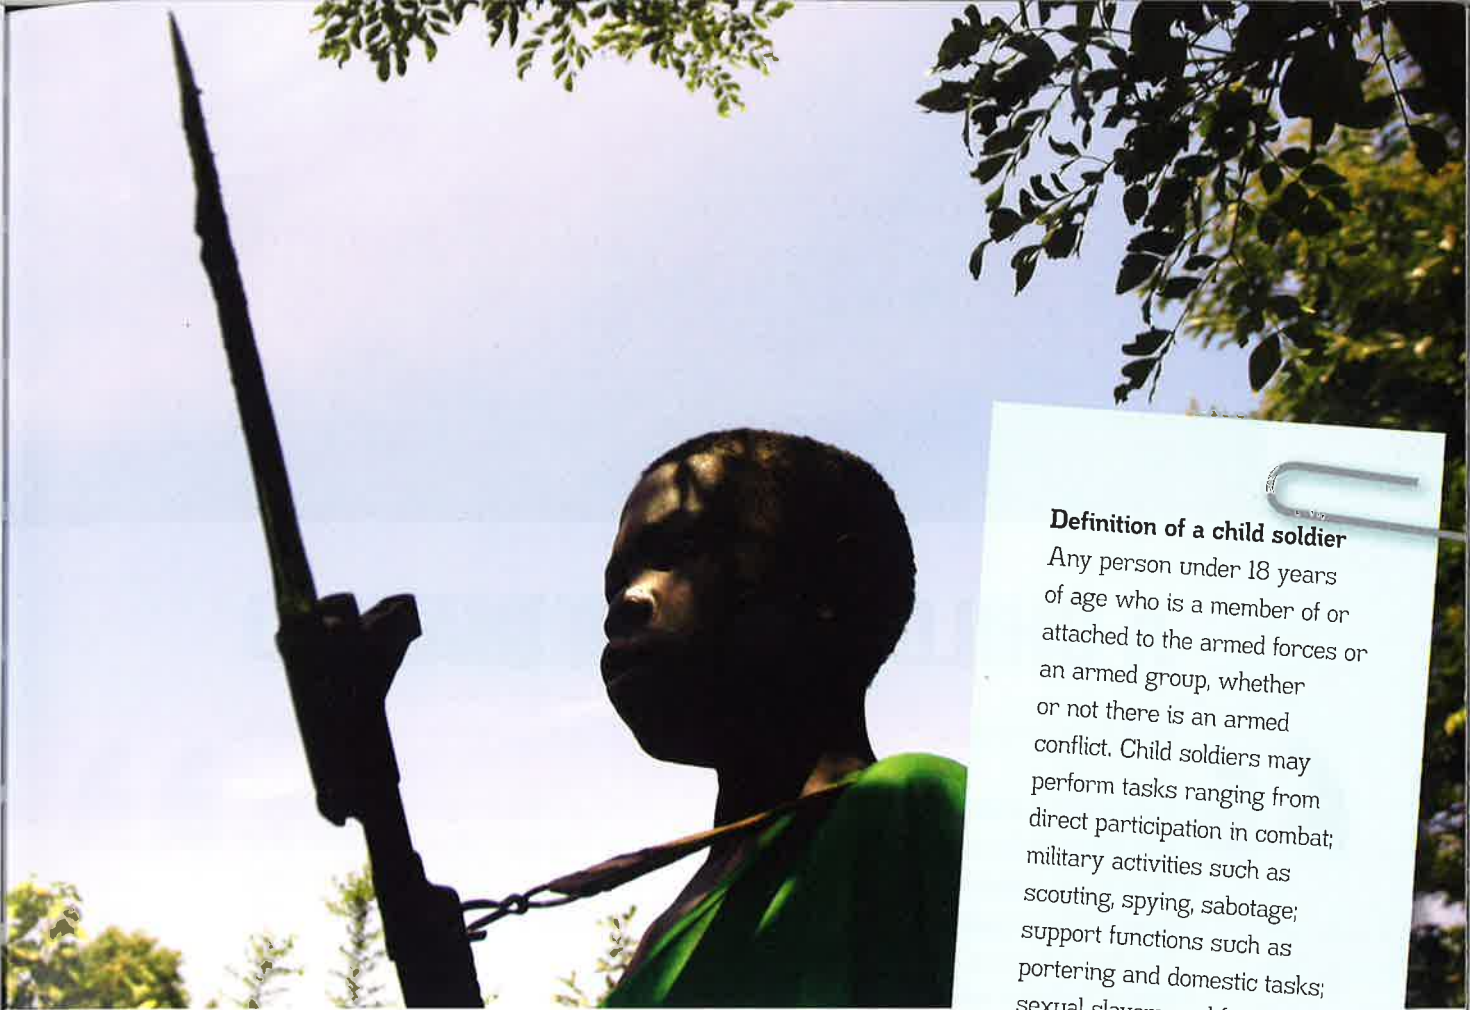 Definition of a child soldier
Any person under 18 years
of age who is a member of or
attached to the armed forces or
an armed group, whether
or not there is an armed
conflict. Child soldiers may
perform tasks ranging from
direct participation in combat;
military activities such as
scouting, spying, sabotage;
support functions such as
portering and domestic tasks;
sexual